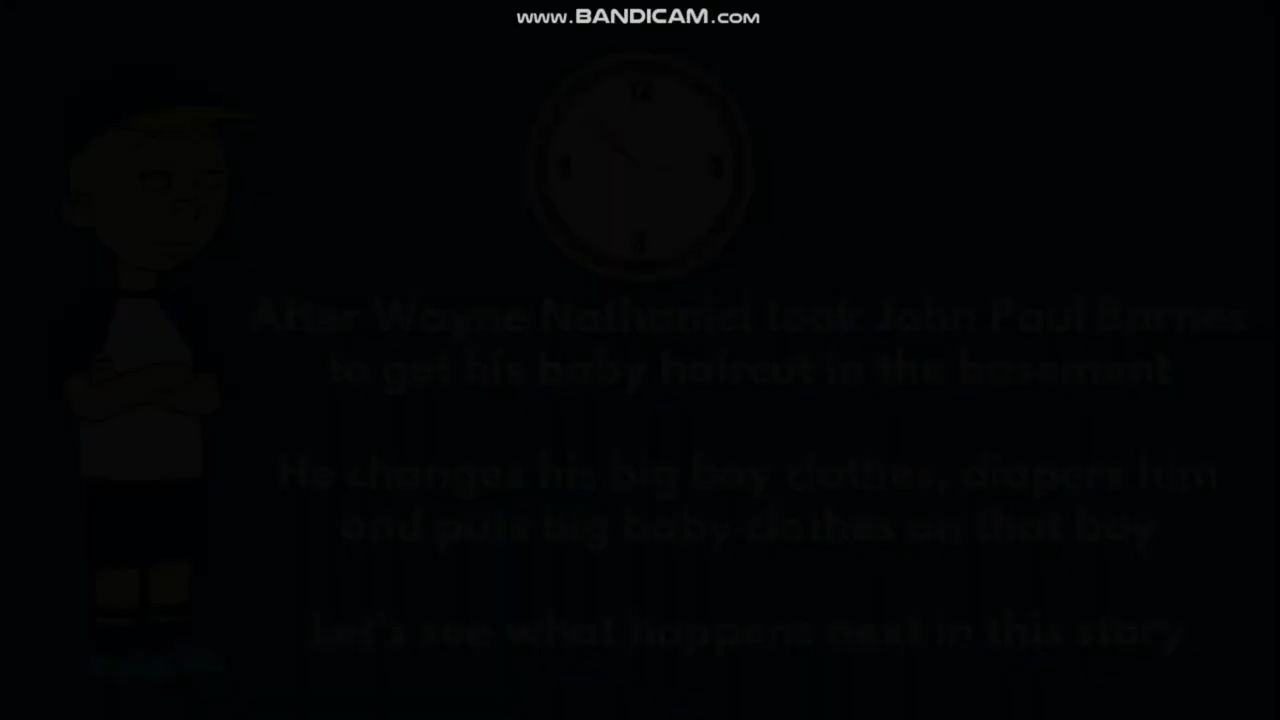 www.BANDICAM.com
12
After Wayne Nathaniel took John Paul Barnes
to get his baby haircut in the basement
He changes his big boy clothes, diapers him
and puts big baby clothes on that boy
Let's see what happens next in this story